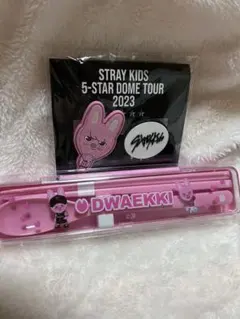 STRAY KIDS
5-STAR DOME TOUR
2023
DWAEKKI